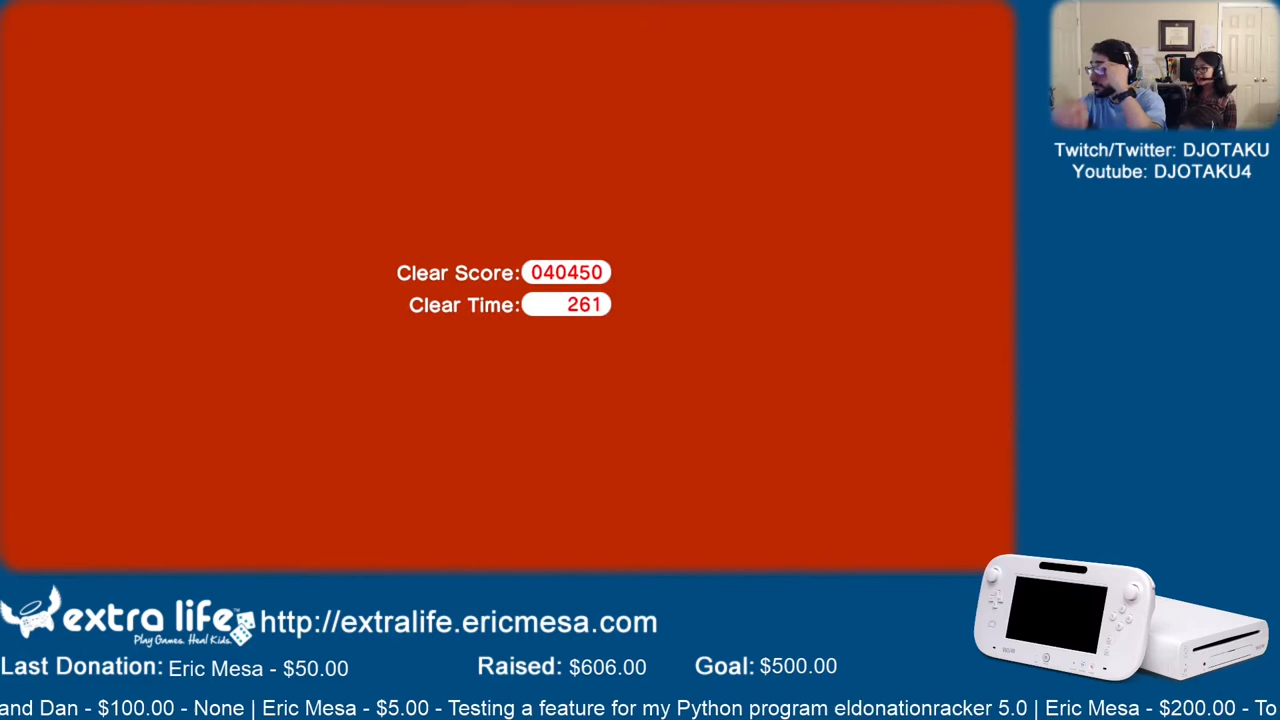 Twitch/Twitter: DJOTAKU
Youtube: DJOTAKU4
Clear Score: 040450
Clear Time: 261
extra life
Play Games. Heal Kids.
http://extralife.ericmesa.com
Last Donation: Eric Mesa - $50.00
Raised: $606.00
Goal: $500.00
and Dan - $100.00 - None | Eric Mesa - $5.00 - Testing a feature for my Python program eldonationracker 5.0 | Eric Mesa - $200.00 - To